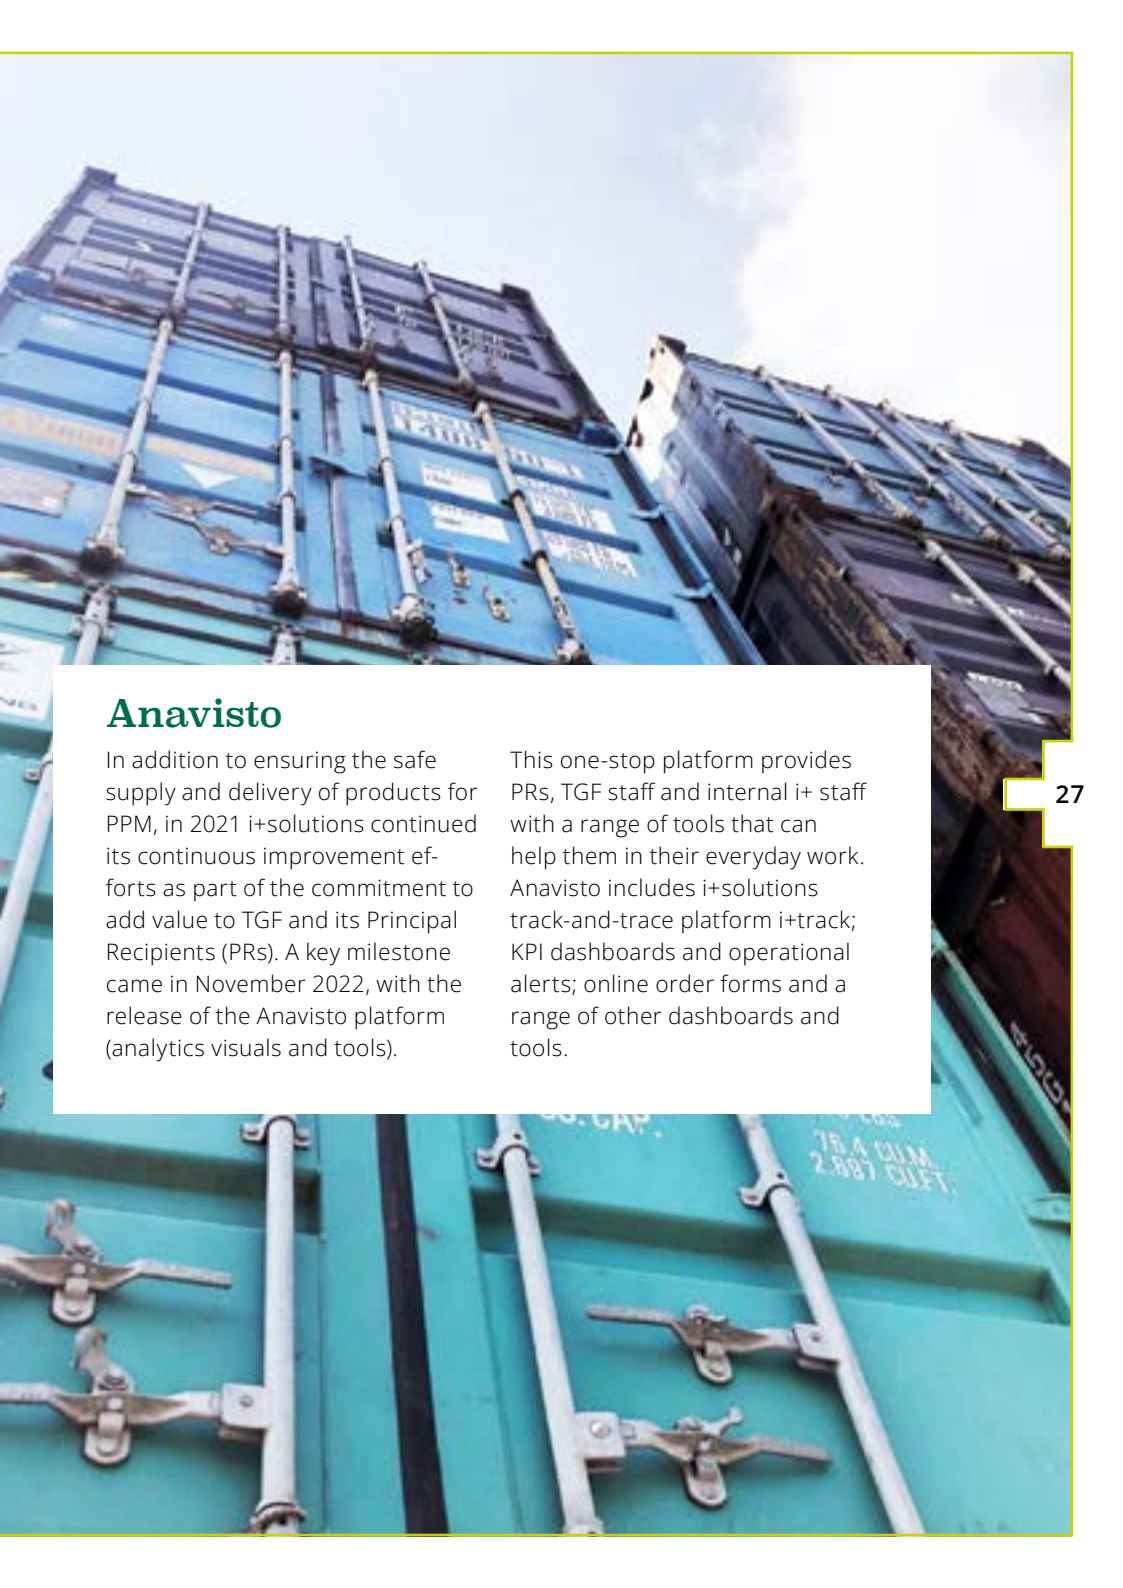 Anavisto
In addition to ensuring the safe
supply and delivery of products for
PPM, in 2021 i+solutions continued
its continuous improvement ef-
forts as part of the commitment to
add value to TGF and its Principal
Recipients (PRs). A key milestone
came in November 2022, with the
release of the Anavisto platform
(analytics visuals and tools).
This one-stop platform provides
PRs, TGF staff and internal i+ staff
with a range of tools that can
help them in their everyday work.
Anavisto includes i+solutions
track-and-trace platform i+track;
KPI dashboards and operational
alerts; online order forms and a
range of other dashboards and
tools.
27
CU. CAP.
76.4 CU.M.
2.697 CU.FT.